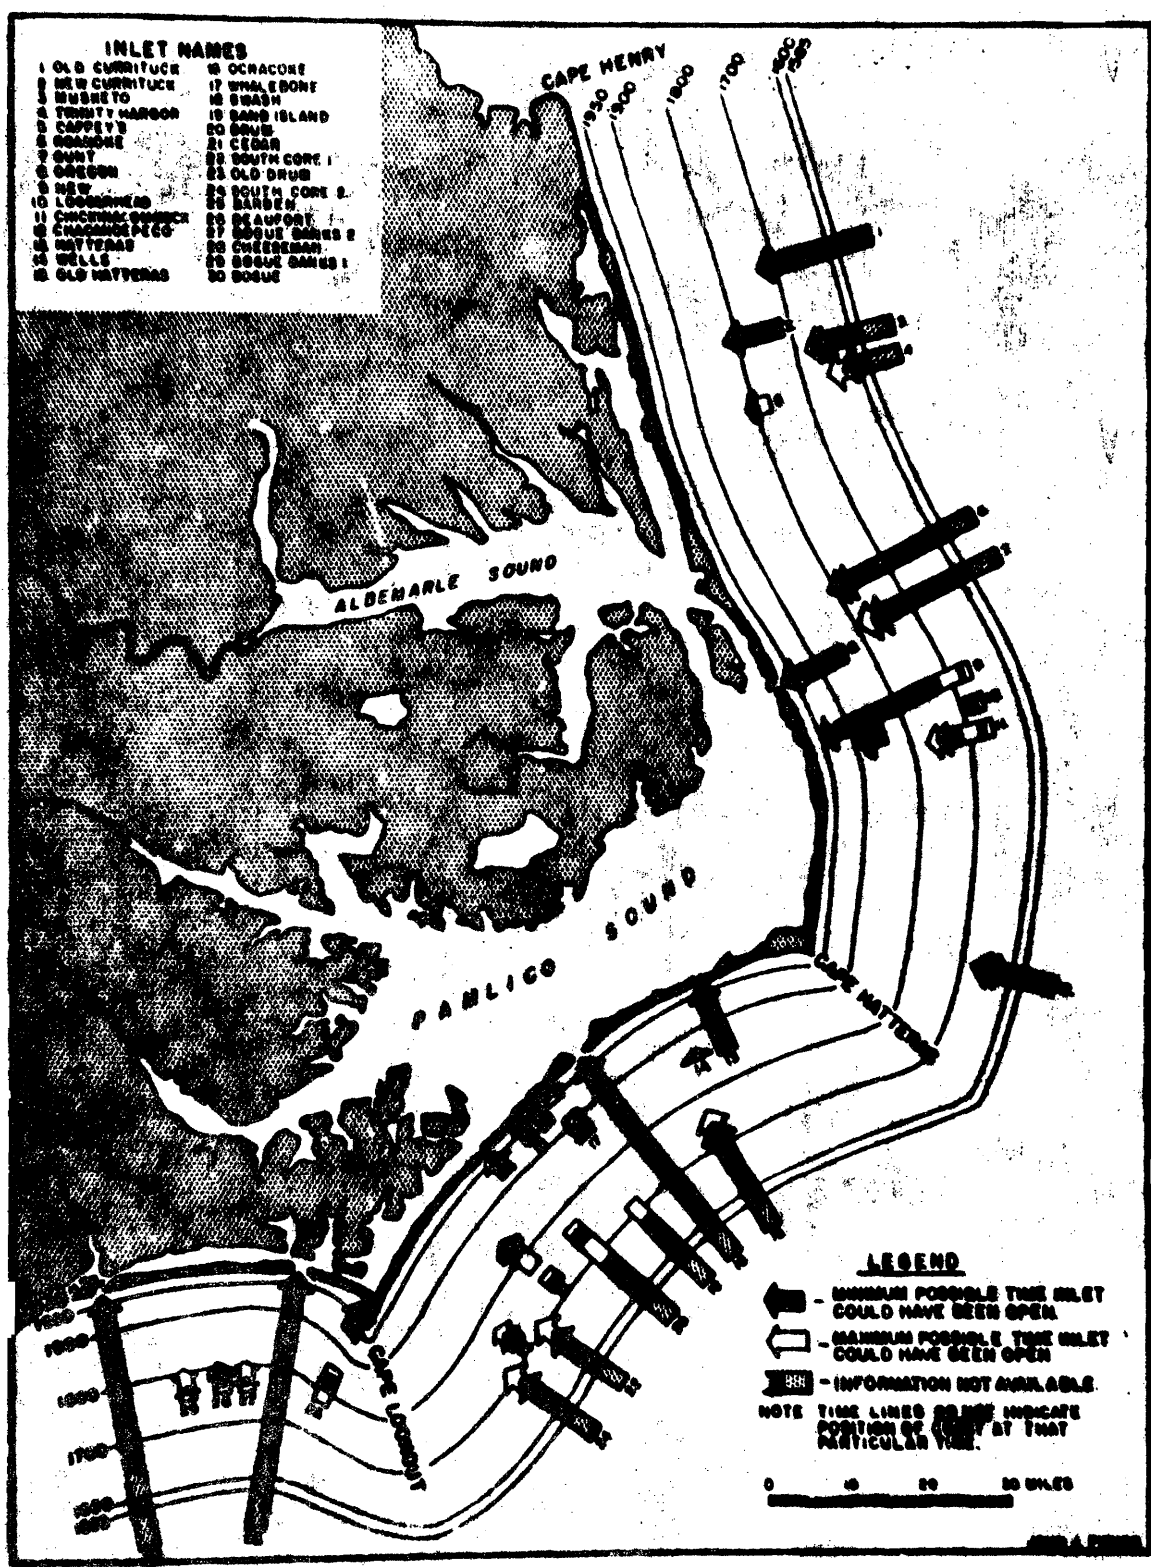 INLET NAMES
1 OLD CURRITUCK
2 NEW CURRITUCK
3 MUSKETO
4 TRINITY HARBOR
5 CAFFEY'S
6 ROANOKE
7 GUNT
8 OREGON
9 NEW
10 LOGGERHEAD
11 CHICKINACOMMOCK
12 CHACANDEPECO
13 HATTERAS
14 WELLS
15 OLD HATTERAS
16 OCRACOKE
17 WHALEBONE
18 SWASH
19 SAND ISLAND
20 DRUM
21 CEDAR
22 SOUTH CORE 1
23 OLD DRUM
24 SOUTH CORE 2
25 BARDEN
26 BEAUFORT
27 BOGUE BANKS 2
28 CHEESEMAN
29 BOGUE BANKS 1
30 BOGUE
CAPE HENRY
1950
1900
1800
1700
1600
1585
ALBEMARLE SOUND
PAMLICO SOUND
CAPE HATTERAS
CAPE LOOKOUT
1900
1800
1700
1600
1585
LEGEND
- MINIMUM POSSIBLE TIME INLET
COULD HAVE BEEN OPEN
- MAXIMUM POSSIBLE TIME INLET
COULD HAVE BEEN OPEN
- INFORMATION NOT AVAILABLE
NOTE TIME LINES DO NOT INDICATE
POSITION OF COAST AT THAT
PARTICULAR TIME.
0 10 20 30 MILES